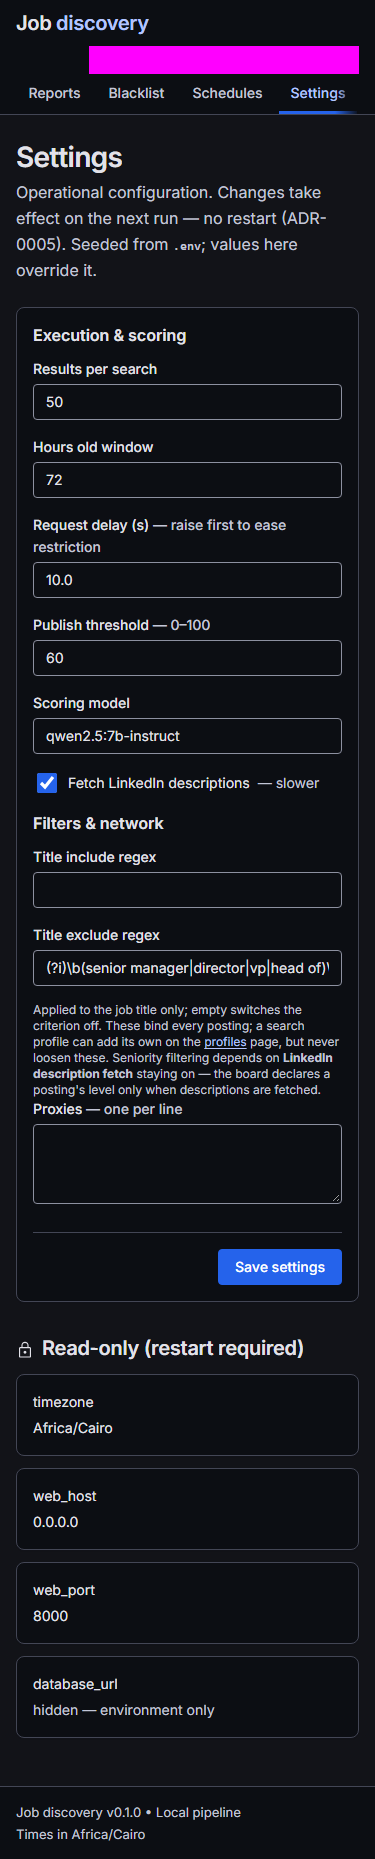 Job discovery
Reports Blacklist Schedules Settings
Settings
Operational configuration. Changes take
effect on the next run — no restart (ADR-
0005). Seeded from .env; values here
override it.
Execution & scoring
Results per search
50
Hours old window
72
Request delay (s) — raise first to ease
restriction
10.0
Publish threshold — 0–100
60
Scoring model
qwen2.5:7b-instruct
Fetch LinkedIn descriptions — slower
Filters & network
Title include regex
Title exclude regex
(?i)\b(senior manager|director|vp|head of)\
Applied to the job title only; empty switches the
criterion off. These bind every posting; a search
profile can add its own on the profiles page, but never
loosen these. Seniority filtering depends on LinkedIn
description fetch staying on — the board declares a
posting's level only when descriptions are fetched.
Proxies — one per line
Save settings
Read-only (restart required)
timezone
Africa/Cairo
web_host
0.0.0.0
web_port
8000
database_url
hidden — environment only
Job discovery v0.1.0 • Local pipeline
Times in Africa/Cairo